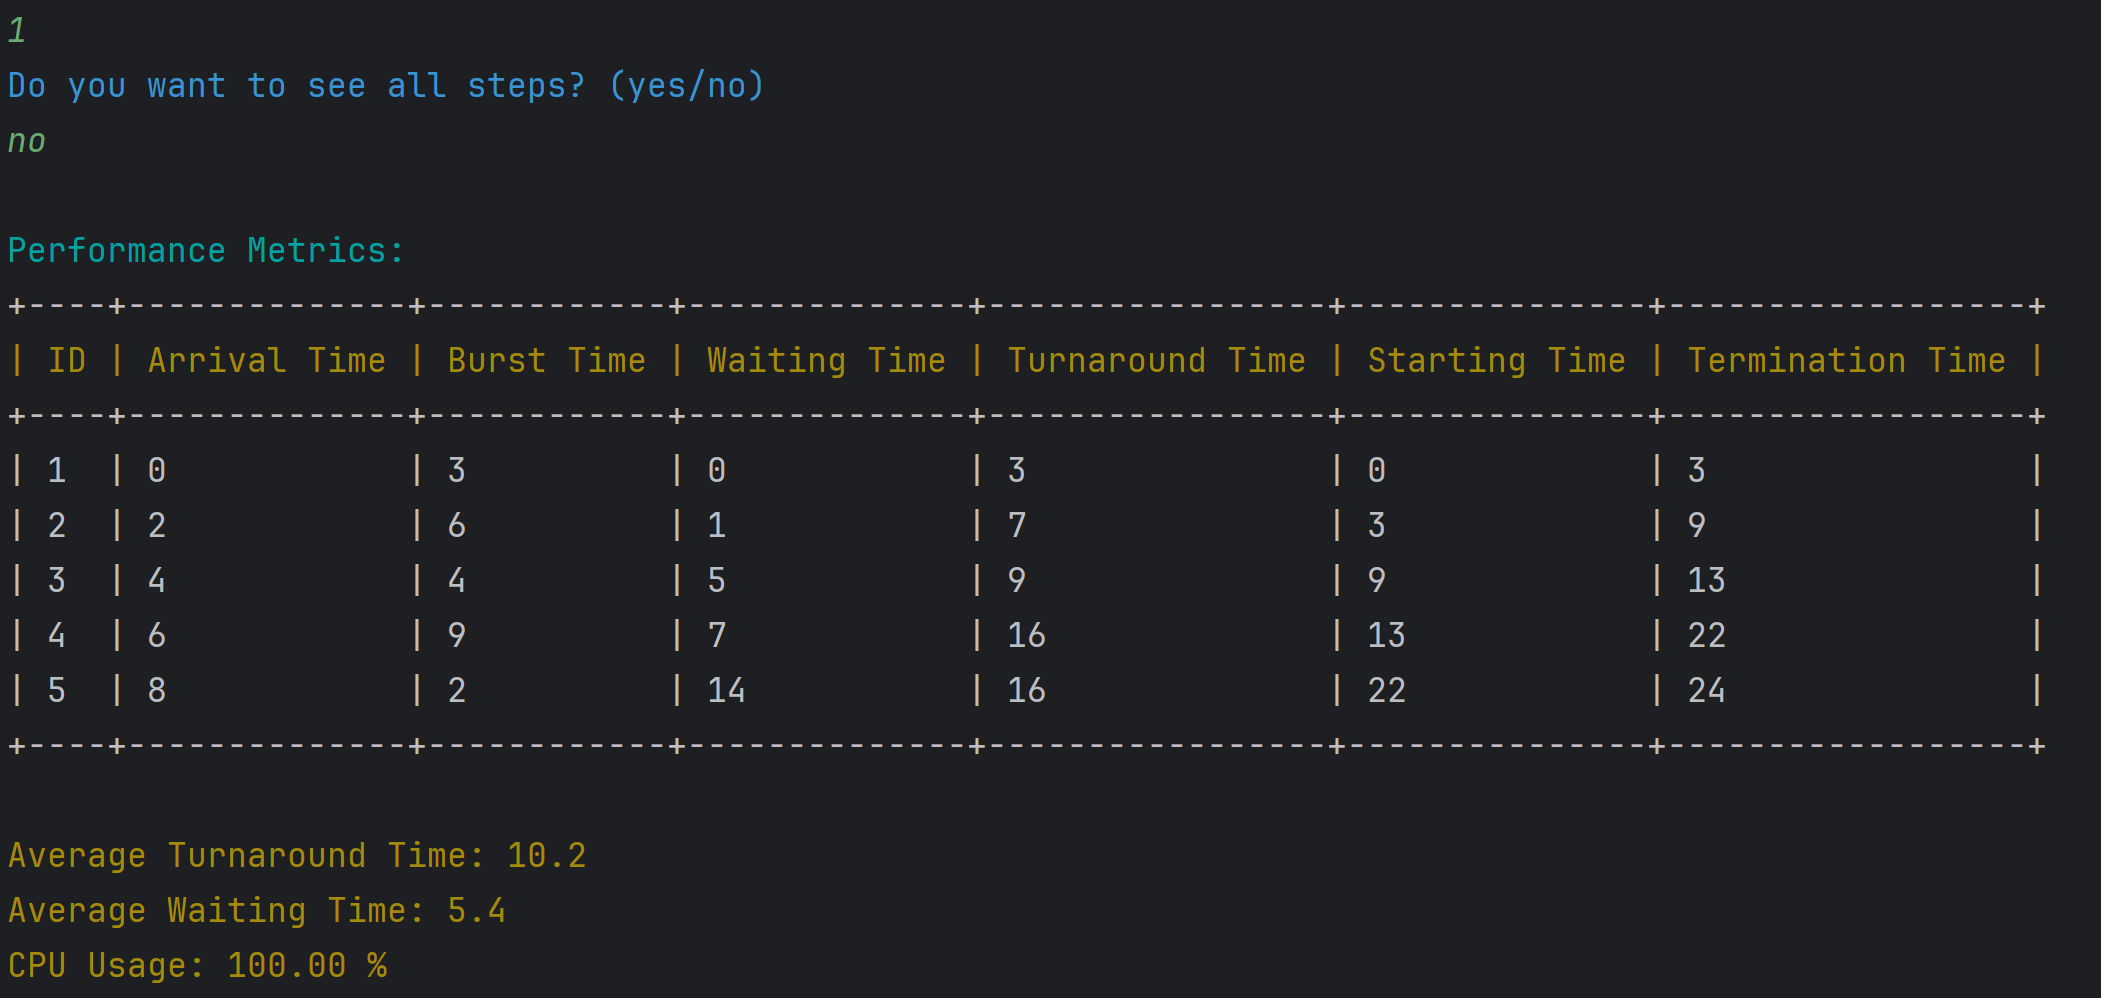 1
Do you want to see all steps? (yes/no)
no
Performance Metrics:
+----+--------------+------------+--------------+-----------------+---------------+------------------+
| ID | Arrival Time | Burst Time | Waiting Time | Turnaround Time | Starting Time | Termination Time |
+----+--------------+------------+--------------+-----------------+---------------+------------------+
| 1  | 0            | 3          | 0            | 3               | 0             | 3                |
| 2  | 2            | 6          | 1            | 7               | 3             | 9                |
| 3  | 4            | 4          | 5            | 9               | 9             | 13               |
| 4  | 6            | 9          | 7            | 16              | 13            | 22               |
| 5  | 8            | 2          | 14           | 16              | 22            | 24               |
+----+--------------+------------+--------------+-----------------+---------------+------------------+
Average Turnaround Time: 10.2
Average Waiting Time: 5.4
CPU Usage: 100.00 %